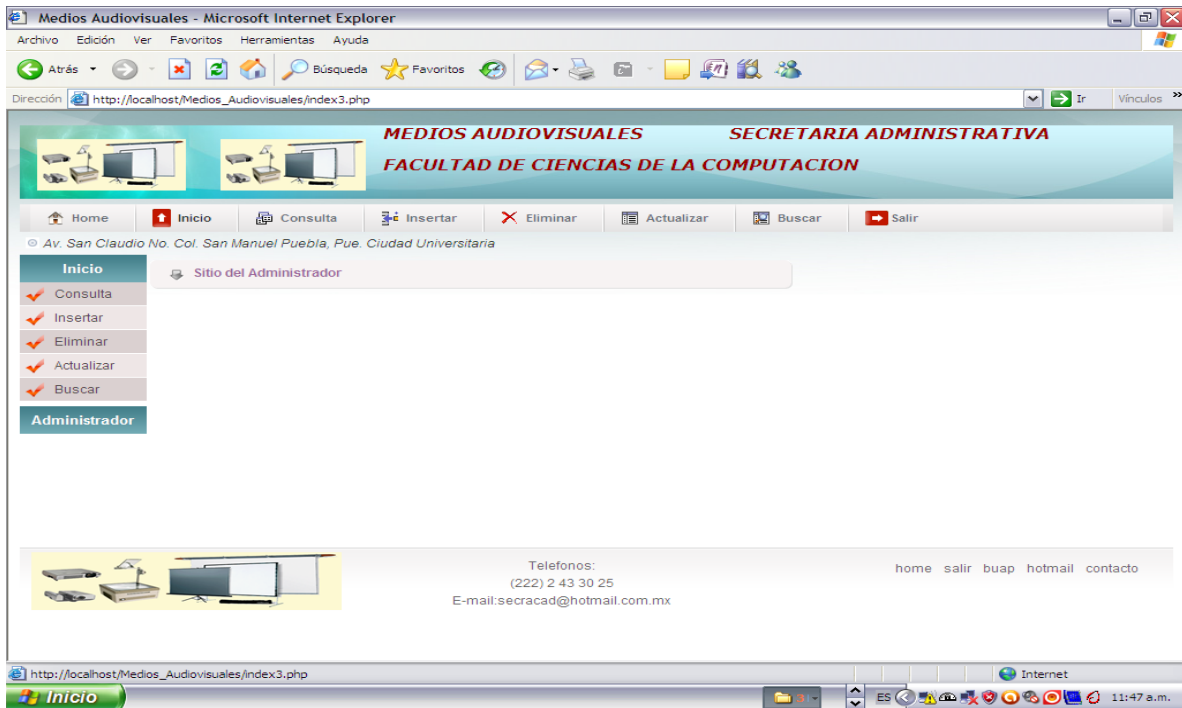 Medios Audiovisuales - Microsoft Internet Explorer
Archivo Edición Ver Favoritos Herramientas Ayuda
Atrás Búsqueda Favoritos
Dirección http://localhost/Medios_Audiovisuales/index3.php Ir Vínculos »
MEDIOS AUDIOVISUALES SECRETARIA ADMINISTRATIVA
FACULTAD DE CIENCIAS DE LA COMPUTACION
Home Inicio Consulta Insertar Eliminar Actualizar Buscar Salir
Av. San Claudio No. Col. San Manuel Puebla, Pue. Ciudad Universitaria
Inicio
Sitio del Administrador
Consulta
Insertar
Eliminar
Actualizar
Buscar
Administrador
Telefonos:
(222) 2 43 30 25
E-mail:secracad@hotmail.com.mx
home salir buap hotmail contacto
http://localhost/Medios_Audiovisuales/index3.php Internet
Inicio 3 ES 11:47 a.m.